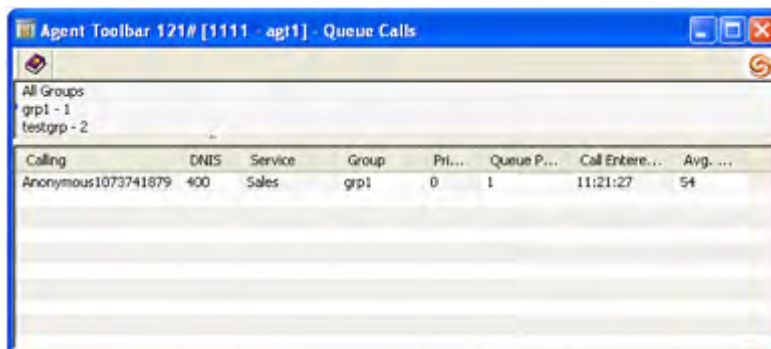 Agent Toolbar 121# [1111 - agt1] - Queue Calls
All Groups
grp1 - 1
testgrp - 2
Calling DNIS Service Group Pri... Queue P... Call Entere... Avg. ...
Anonymous1073741879 400 Sales grp1 0 1 11:21:27 54